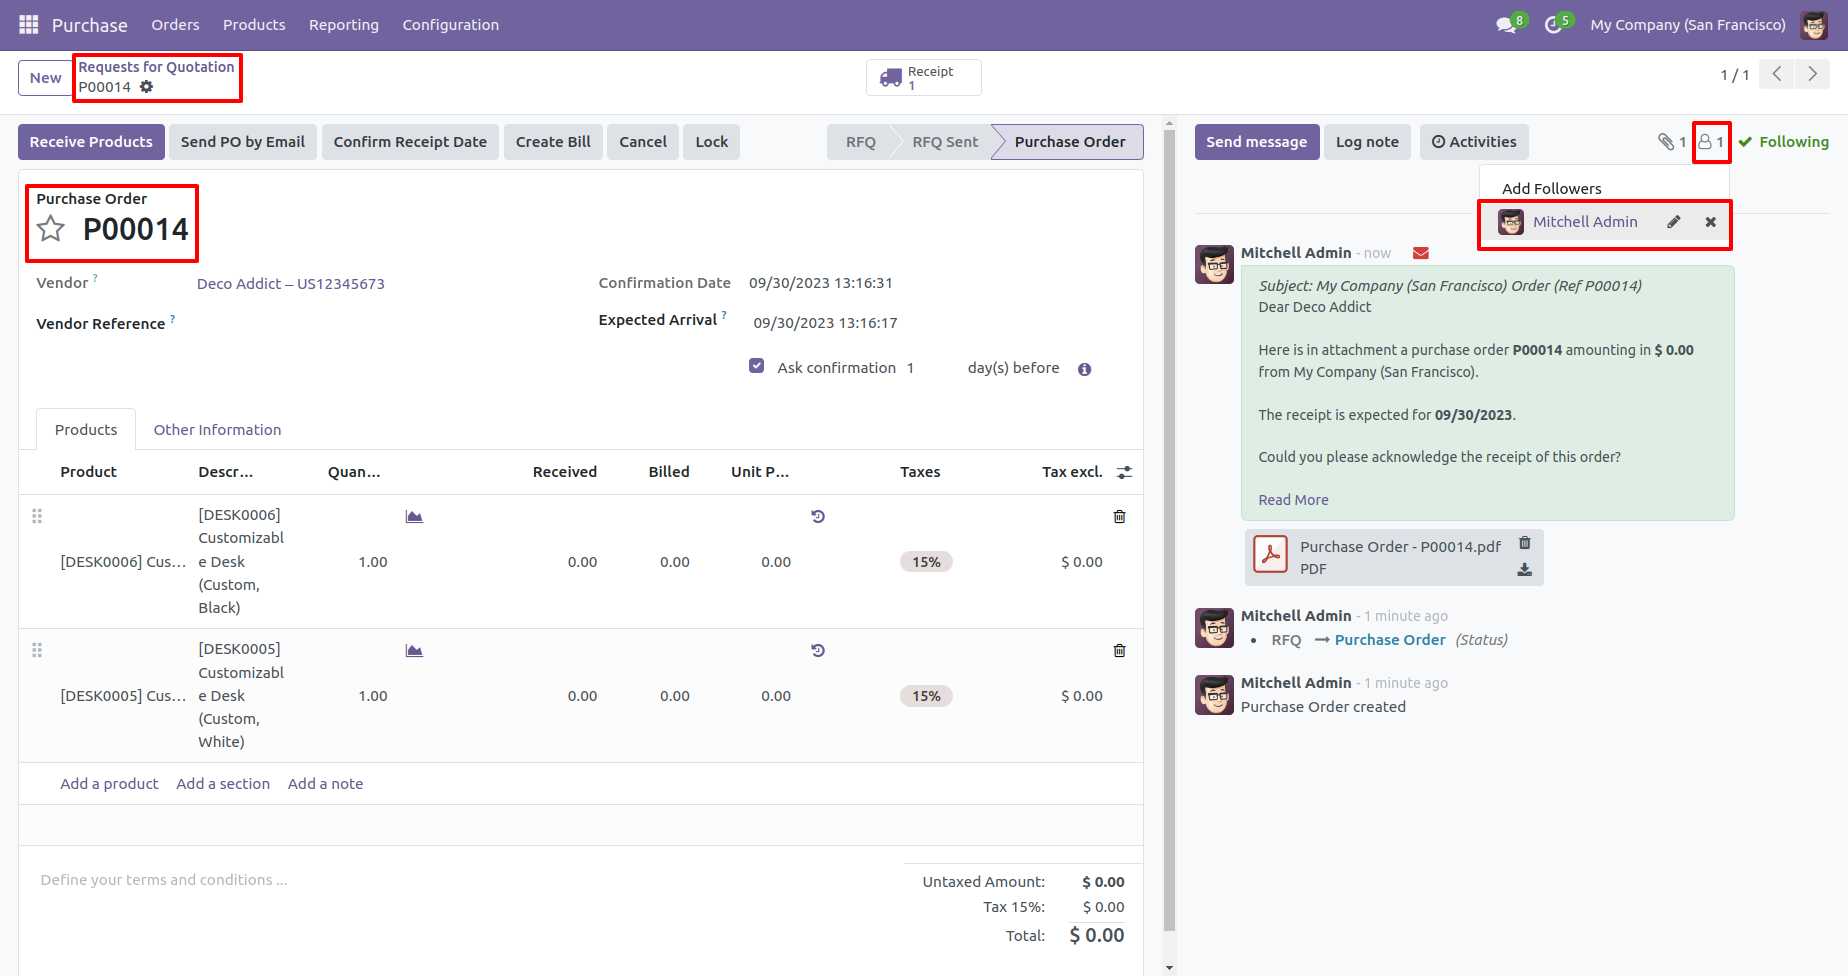 Purchase Orders Products Reporting Configuration 8 5 My Company (San Francisco)
New Requests for Quotation
P00014
Receipt
1
1 / 1
Receive Products Send PO by Email Confirm Receipt Date Create Bill Cancel Lock RFQ RFQ Sent Purchase Order
Send message Log note Activities 1 1 Following
Add Followers
Mitchell Admin
Purchase Order
P00014
Vendor ? Deco Addict – US12345673
Vendor Reference ?
Confirmation Date 09/30/2023 13:16:31
Expected Arrival ? 09/30/2023 13:16:17
Ask confirmation 1 day(s) before
Products Other Information
Product Descr... Quan... Received Billed Unit P... Taxes Tax excl.
[DESK0006] Cus...
[DESK0006]
Customizabl
e Desk
(Custom,
Black)
1.00 0.00 0.00 0.00 15% $ 0.00
[DESK0005] Cus...
[DESK0005]
Customizabl
e Desk
(Custom,
White)
1.00 0.00 0.00 0.00 15% $ 0.00
Add a product Add a section Add a note
Define your terms and conditions ...
Untaxed Amount: $ 0.00
Tax 15%: $ 0.00
Total: $ 0.00
Mitchell Admin - now
Subject: My Company (San Francisco) Order (Ref P00014)
Dear Deco Addict
Here is in attachment a purchase order P00014 amounting in $ 0.00
from My Company (San Francisco).
The receipt is expected for 09/30/2023.
Could you please acknowledge the receipt of this order?
Read More
Purchase Order - P00014.pdf
PDF
Mitchell Admin - 1 minute ago
• RFQ → Purchase Order (Status)
Mitchell Admin - 1 minute ago
Purchase Order created